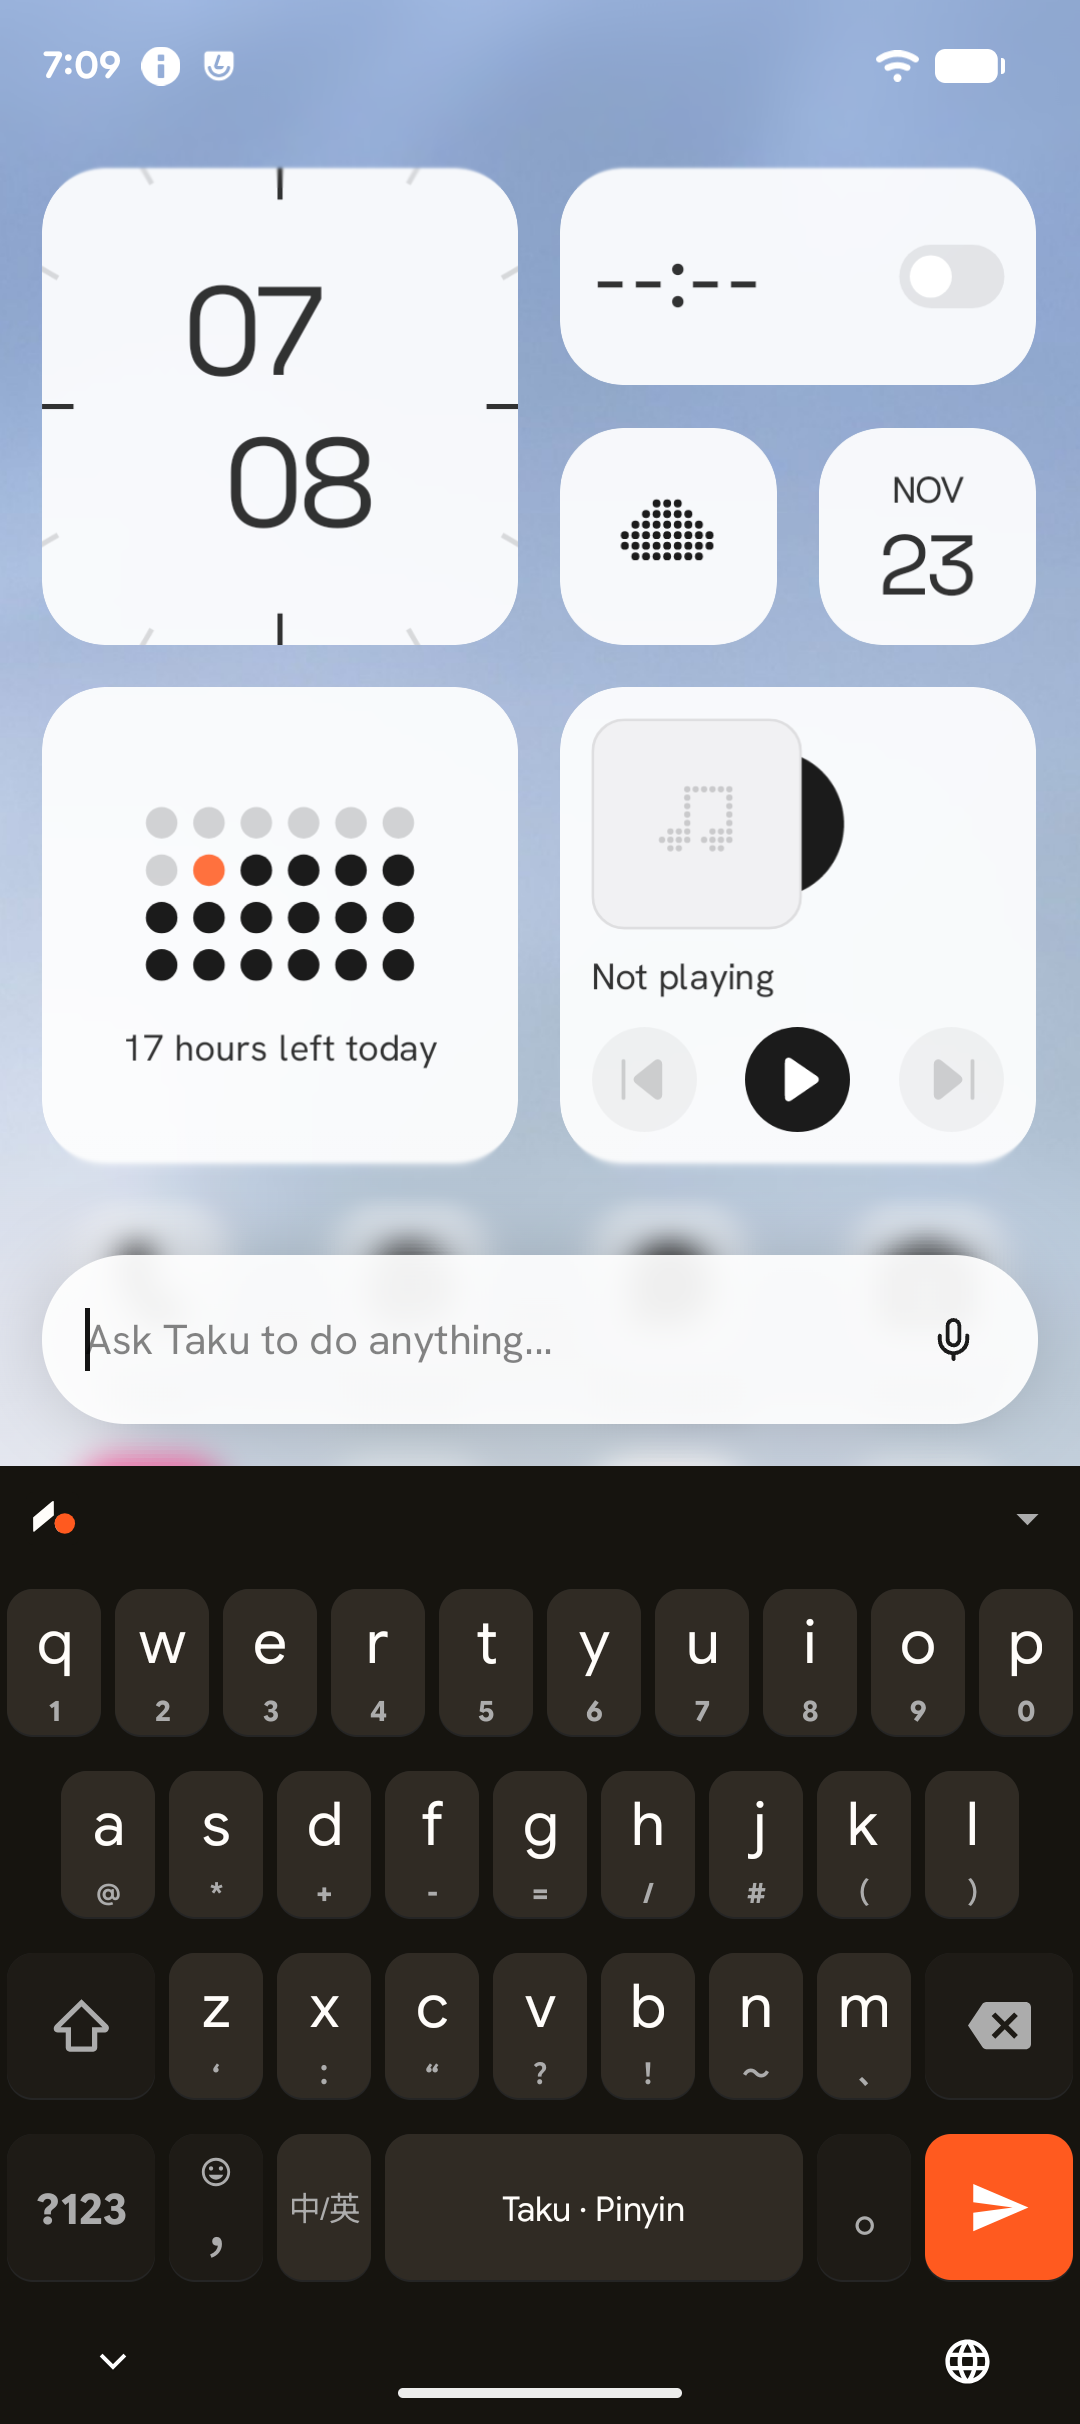 7:09
07
08
--:--
NOV
23
17 hours left today
Not playing
Ask Taku to do anything...
q w e r t y u i o p
1 2 3 4 5 6 7 8 9 0
a s d f g h j k l
@ * + - = / # ( )
z x c v b n m
‘ : “ ? ! ～ 、
?123 , 中/英 Taku · Pinyin 。